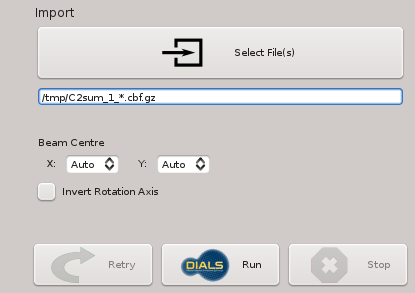 Import
Select File(s)
/tmp/C2sum_1_*.cbf.gz
Beam Centre
X: Auto Y: Auto
Invert Rotation Axis
Retry DIALS Run Stop